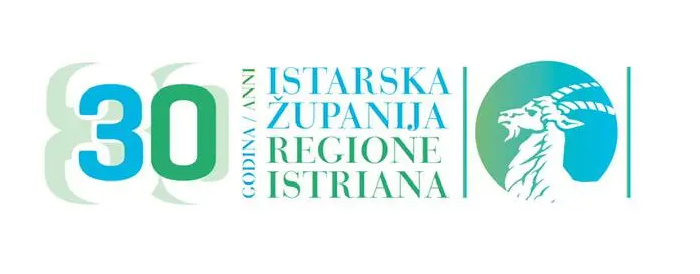 30
GODINA / ANNI
ISTARSKA
ŽUPANIJA
REGIONE
ISTRIANA